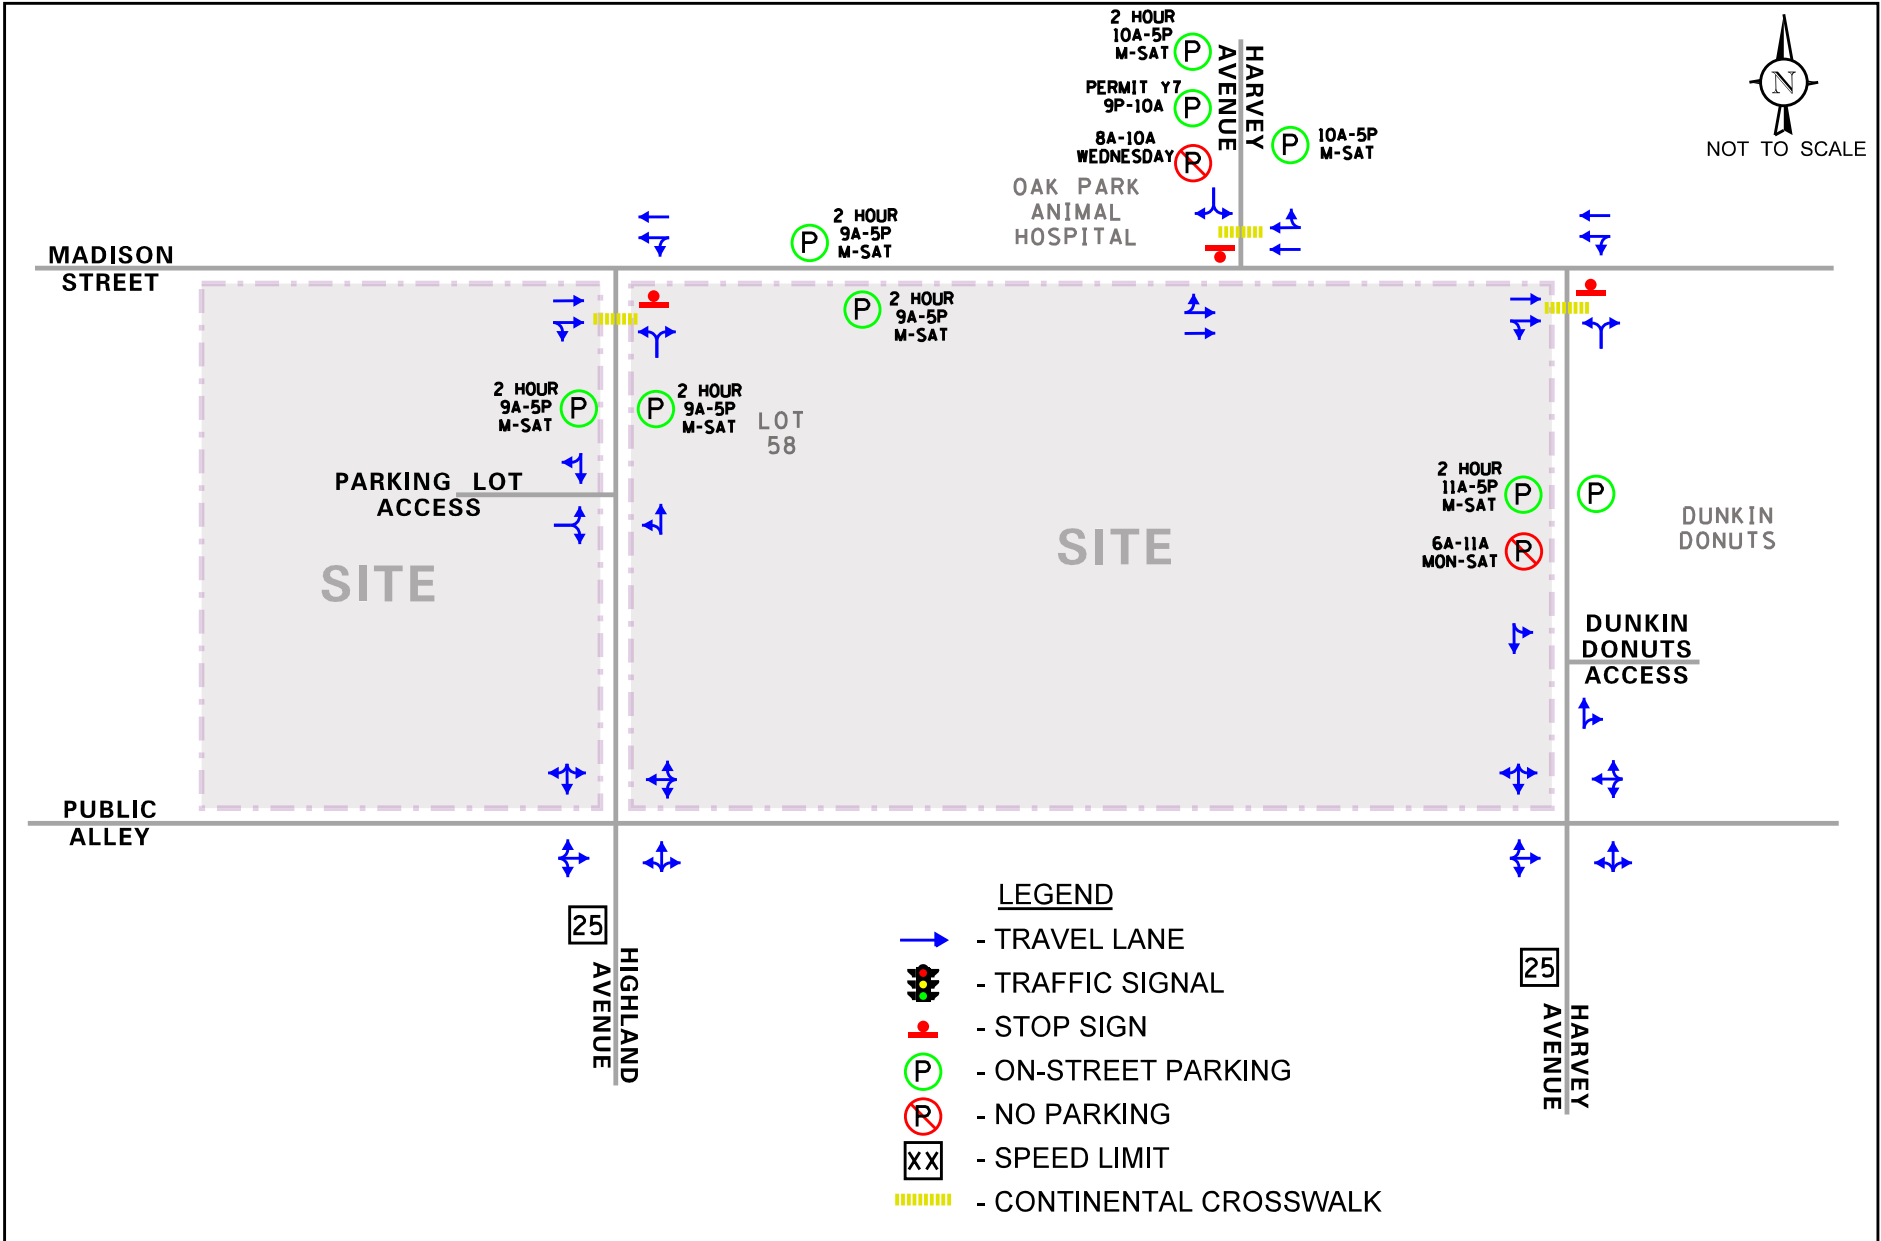 2 HOUR
10A-5P
M-SAT
P
PERMIT Y7
9P-10A
P
8A-10A
WEDNESDAY
P
HARVEY
AVENUE
P
10A-5P
M-SAT
N
NOT TO SCALE
OAK PARK
ANIMAL
HOSPITAL
MADISON
STREET
P
2 HOUR
9A-5P
M-SAT
P
2 HOUR
9A-5P
M-SAT
2 HOUR
9A-5P
M-SAT
P
P
2 HOUR
9A-5P
M-SAT
LOT
58
PARKING LOT
ACCESS
SITE
SITE
2 HOUR
11A-5P
M-SAT
P
P
6A-11A
MON-SAT
P
DUNKIN
DONUTS
DUNKIN
DONUTS
ACCESS
PUBLIC
ALLEY
25
HIGHLAND
AVENUE
25
HARVEY
AVENUE
LEGEND
- TRAVEL LANE
- TRAFFIC SIGNAL
- STOP SIGN
P - ON-STREET PARKING
P - NO PARKING
XX - SPEED LIMIT
- CONTINENTAL CROSSWALK